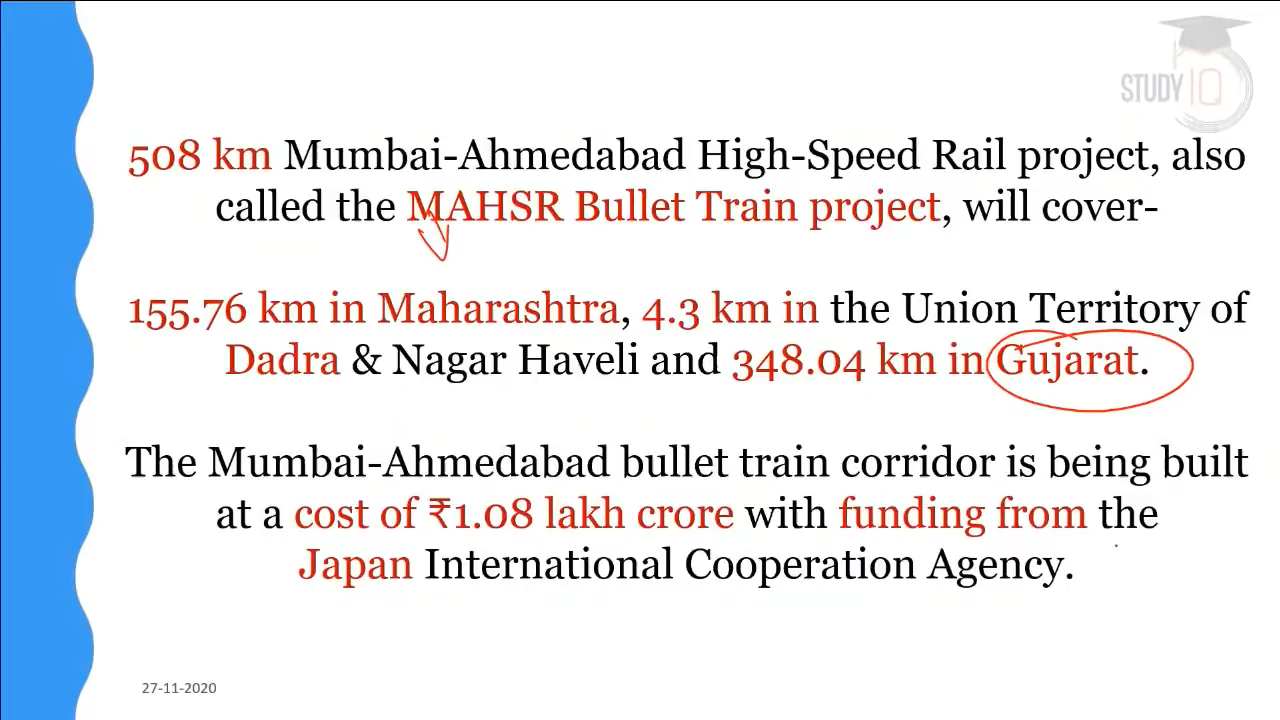 STUDY IQ
508 km Mumbai-Ahmedabad High-Speed Rail project, also
called the MAHSR Bullet Train project, will cover-
155.76 km in Maharashtra, 4.3 km in the Union Territory of
Dadra & Nagar Haveli and 348.04 km in Gujarat.
The Mumbai-Ahmedabad bullet train corridor is being built
at a cost of ₹1.08 lakh crore with funding from the
Japan International Cooperation Agency.
27-11-2020